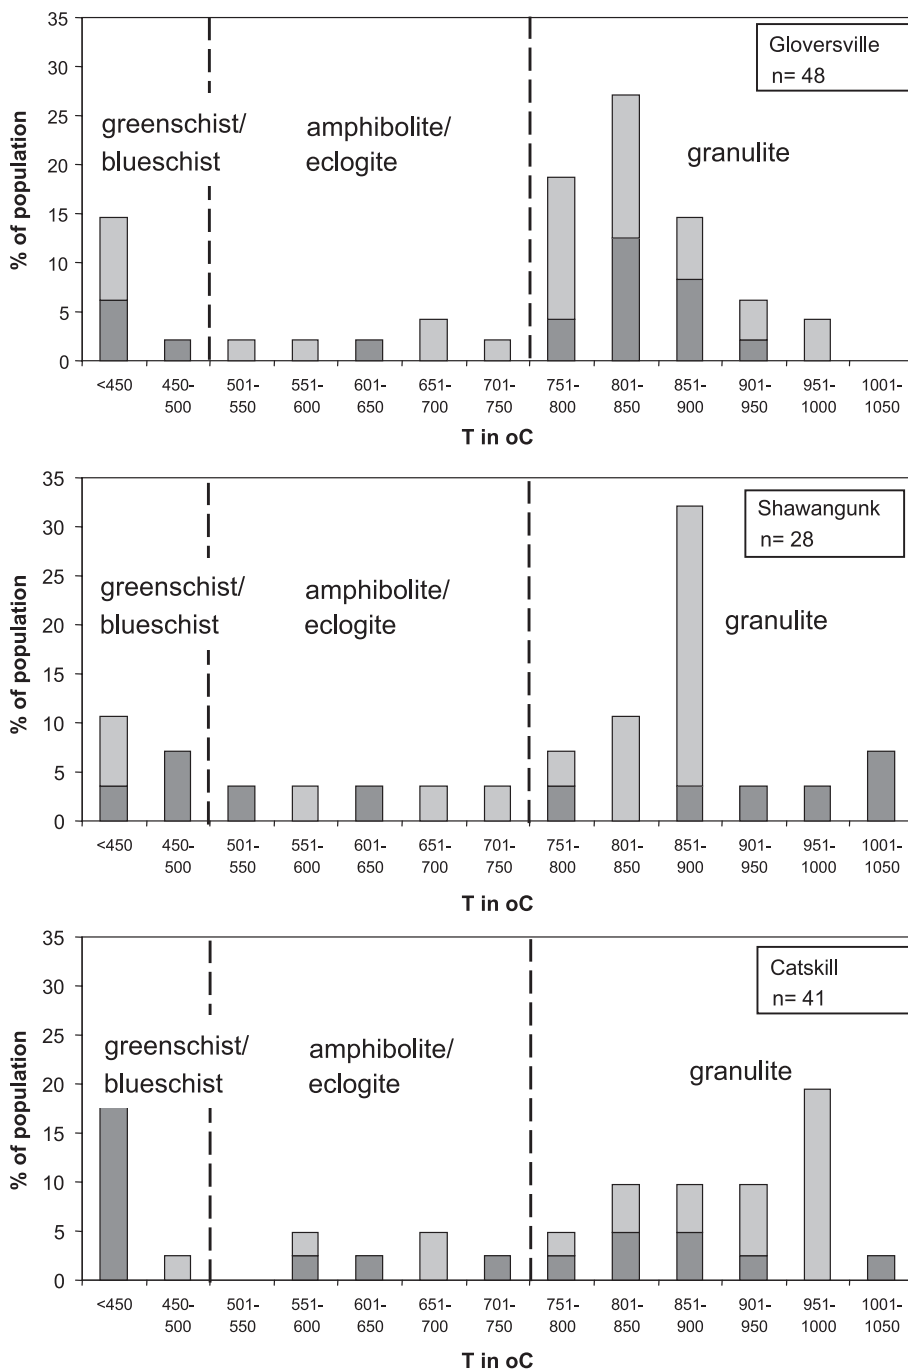 35
30
25
20
15
10
5
0
% of population
Gloversville
n= 48
greenschist/
blueschist
amphibolite/
eclogite
granulite
<450 450- 501- 551- 601- 651- 701- 751- 801- 851- 901- 951- 1001-
500 550 600 650 700 750 800 850 900 950 1000 1050
T in oC
35
30
25
20
15
10
5
0
% of population
Shawangunk
n= 28
greenschist/
blueschist
amphibolite/
eclogite
granulite
<450 450- 501- 551- 601- 651- 701- 751- 801- 851- 901- 951- 1001-
500 550 600 650 700 750 800 850 900 950 1000 1050
T in oC
35
30
25
20
15
10
5
0
% of population
Catskill
n= 41
greenschist/
blueschist
amphibolite/
eclogite
granulite
<450 450- 501- 551- 601- 651- 701- 751- 801- 851- 901- 951- 1001-
500 550 600 650 700 750 800 850 900 950 1000 1050
T in oC